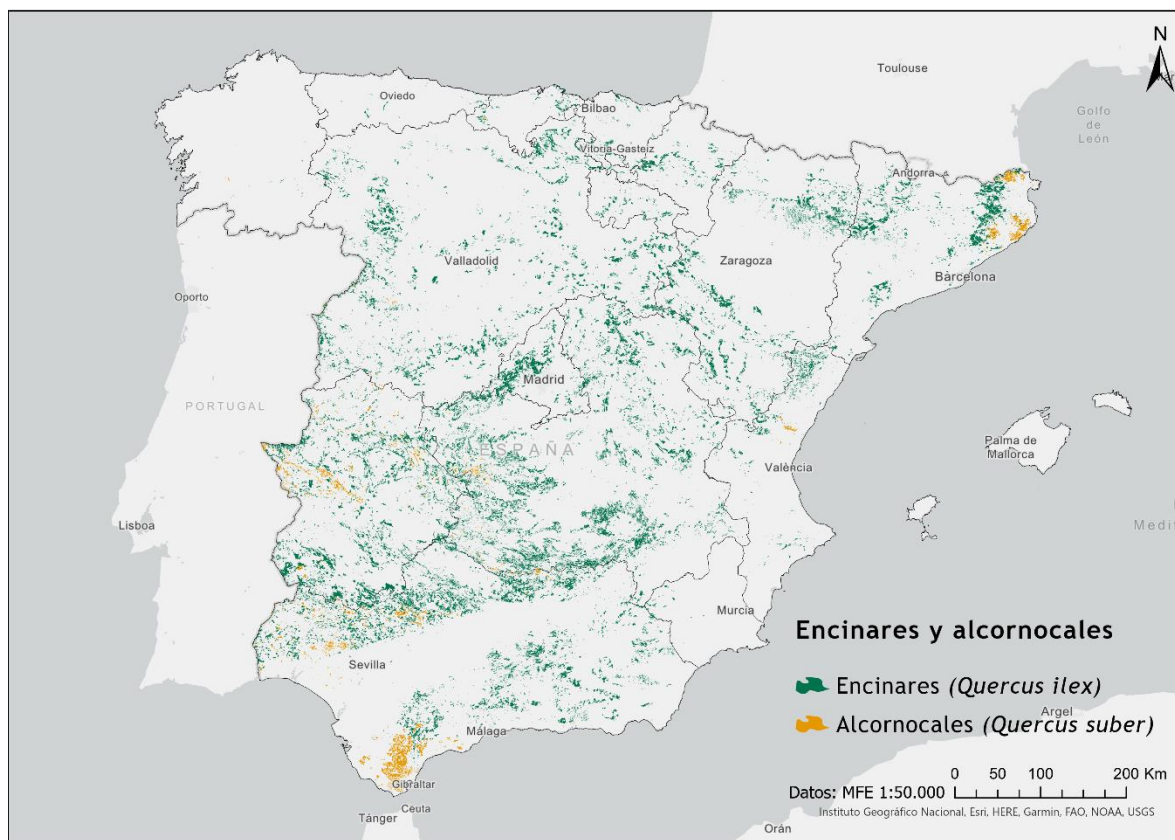 N
Toulouse
Golfo
de
León
Oviedo
Bilbao
Vitoria-Gasteiz
Andorra
Valladolid
Zaragoza
Barcelona
Oporto
Madrid
PORTUGAL
ESPAÑA
Palma de
Mallorca
València
Lisboa
Medit
Murcia
Sevilla
Encinares y alcornocales
Encinares (Quercus ilex)
Alcornocales (Quercus suber)
Argel
Málaga
Gibraltar
Ceuta
Tánger
Orán
0 50 100 200 Km
Datos: MFE 1:50.000
Instituto Geográfico Nacional, Esri, HERE, Garmin, FAO, NOAA, USGS